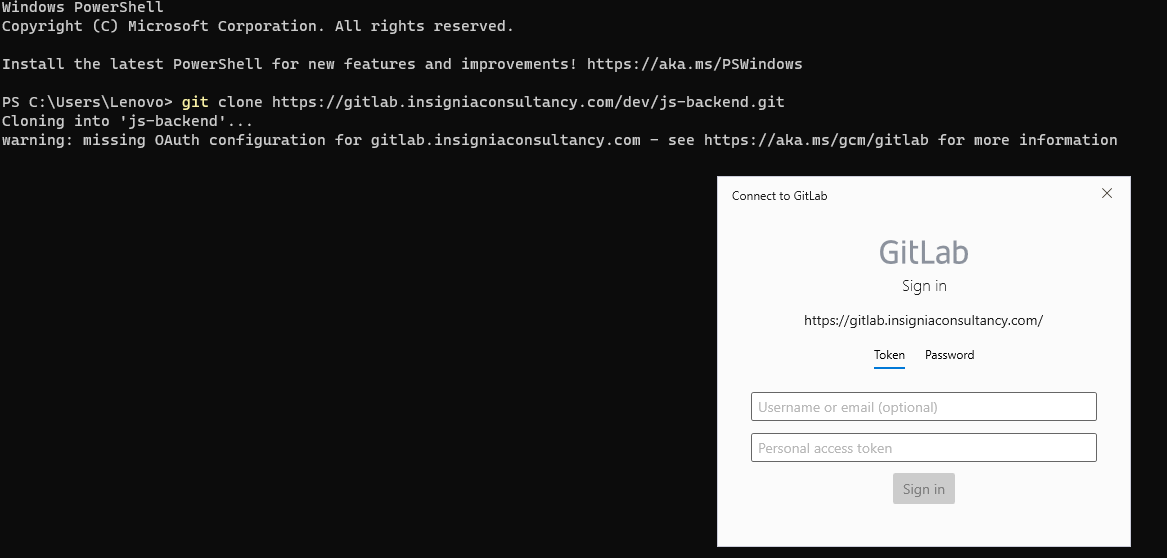 Windows PowerShell
Copyright (C) Microsoft Corporation. All rights reserved.
Install the latest PowerShell for new features and improvements! https://aka.ms/PSWindows
PS C:\Users\Lenovo> git clone https://gitlab.insigniaconsultancy.com/dev/js-backend.git
Cloning into 'js-backend'...
warning: missing OAuth configuration for gitlab.insigniaconsultancy.com - see https://aka.ms/gcm/gitlab for more information
Connect to GitLab
GitLab
Sign in
https://gitlab.insigniaconsultancy.com/
Token Password
Username or email (optional)
Personal access token
Sign in